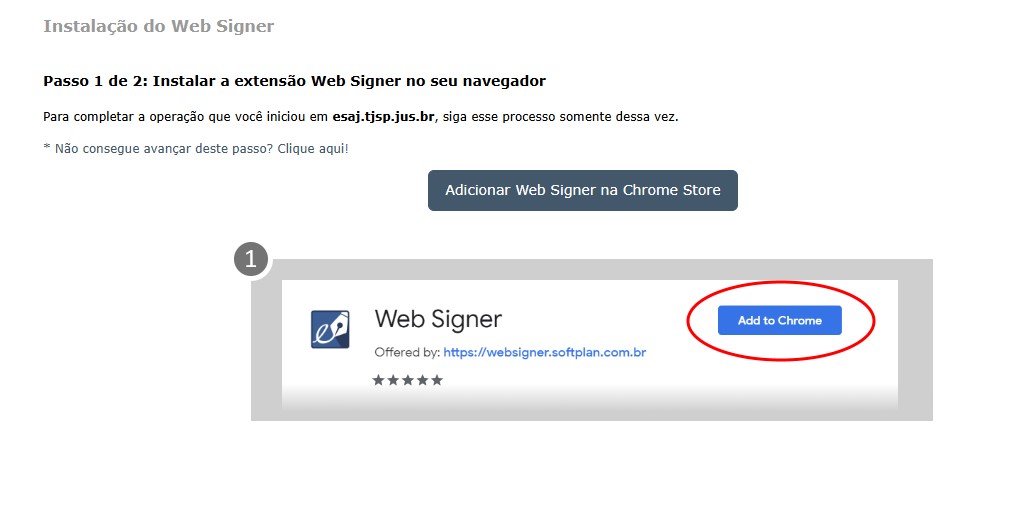 Instalação do Web Signer
Passo 1 de 2: Instalar a extensão Web Signer no seu navegador
Para completar a operação que você iniciou em esaj.tjsp.jus.br, siga esse processo somente dessa vez.
* Não consegue avançar deste passo? Clique aqui!
Adicionar Web Signer na Chrome Store
1
Web Signer
Add to Chrome
Offered by: https://websigner.softplan.com.br